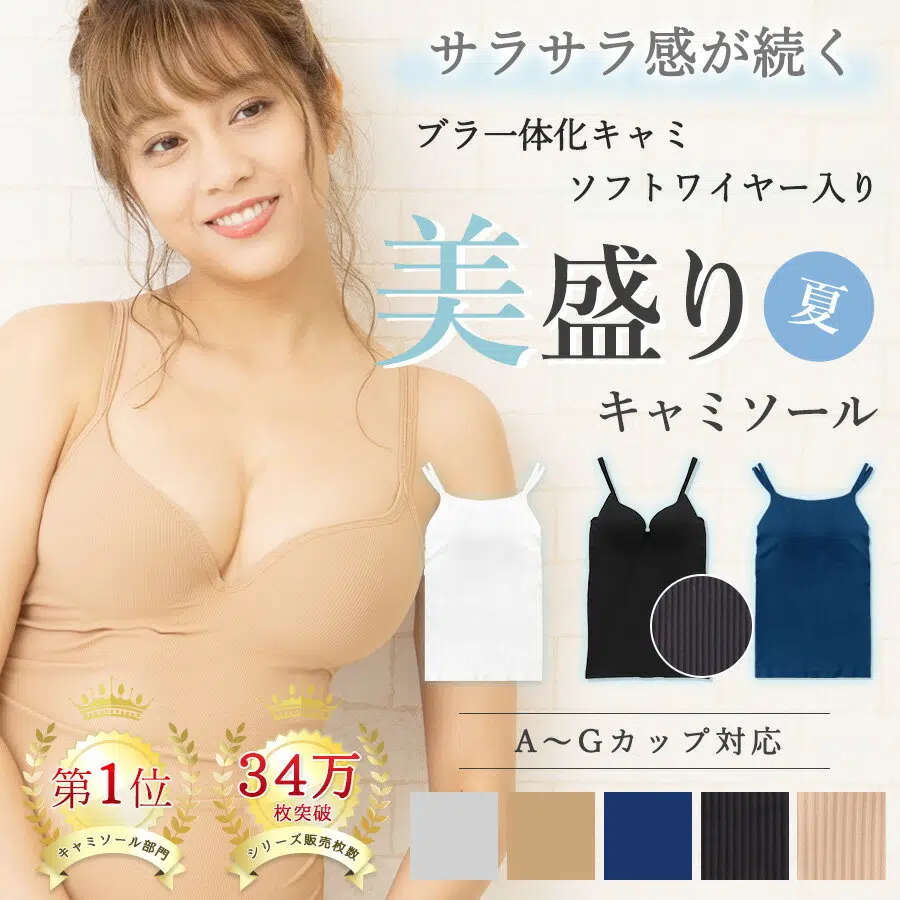 サラサラ感が続く
ブラ一体化キャミ
ソフトワイヤー入り
美盛り 夏
キャミソール
A～Gカップ対応
第1位
キャミソール部門
34万
枚突破
シリーズ販売枚数